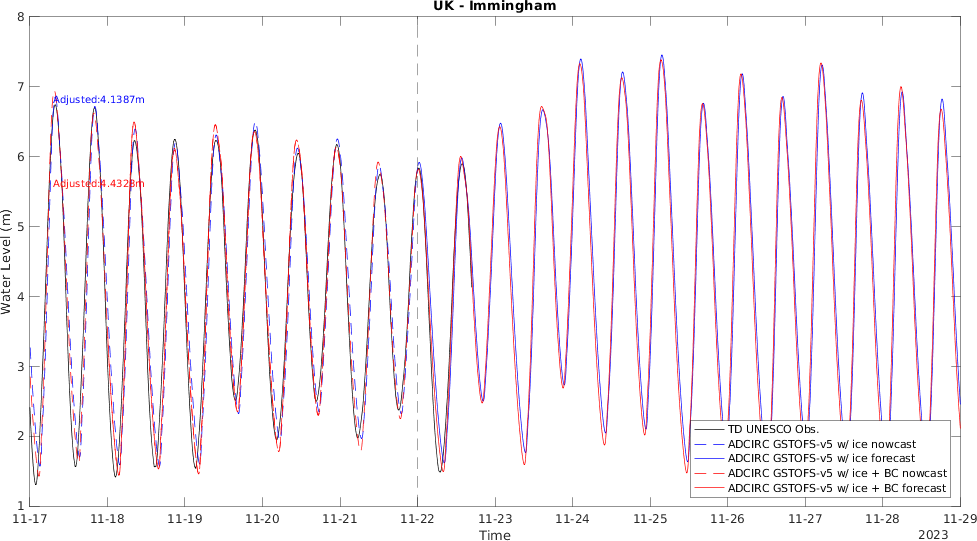 UK - Immingham
8
7
6
5
4
3
2
1
Water Level (m)
Adjusted:4.1387m
Adjusted:4.4328m
TD UNESCO Obs.
ADCIRC GSTOFS-v5 w/ ice nowcast
ADCIRC GSTOFS-v5 w/ ice forecast
ADCIRC GSTOFS-v5 w/ ice + BC nowcast
ADCIRC GSTOFS-v5 w/ ice + BC forecast
11-17 11-18 11-19 11-20 11-21 11-22 11-23 11-24 11-25 11-26 11-27 11-28 11-29
Time
2023